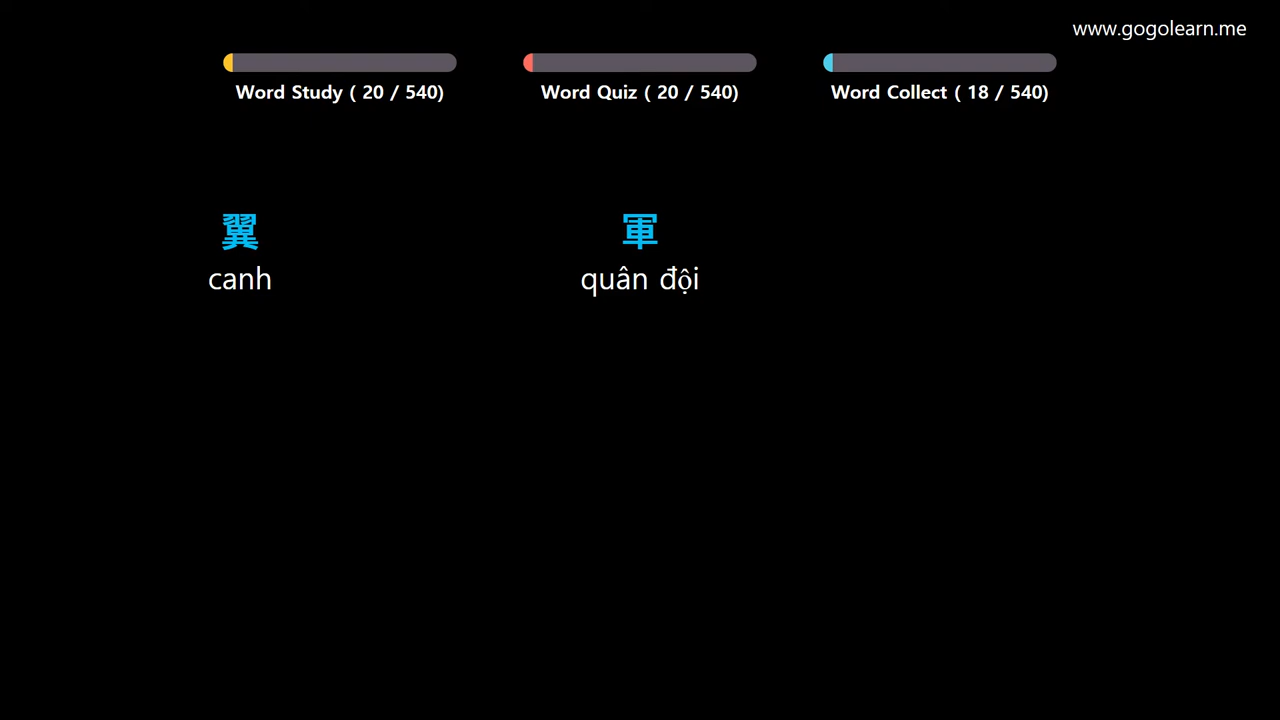 www.gogolearn.me
Word Study ( 20 / 540)
Word Quiz ( 20 / 540)
Word Collect ( 18 / 540)
翼
canh
軍
quân đội